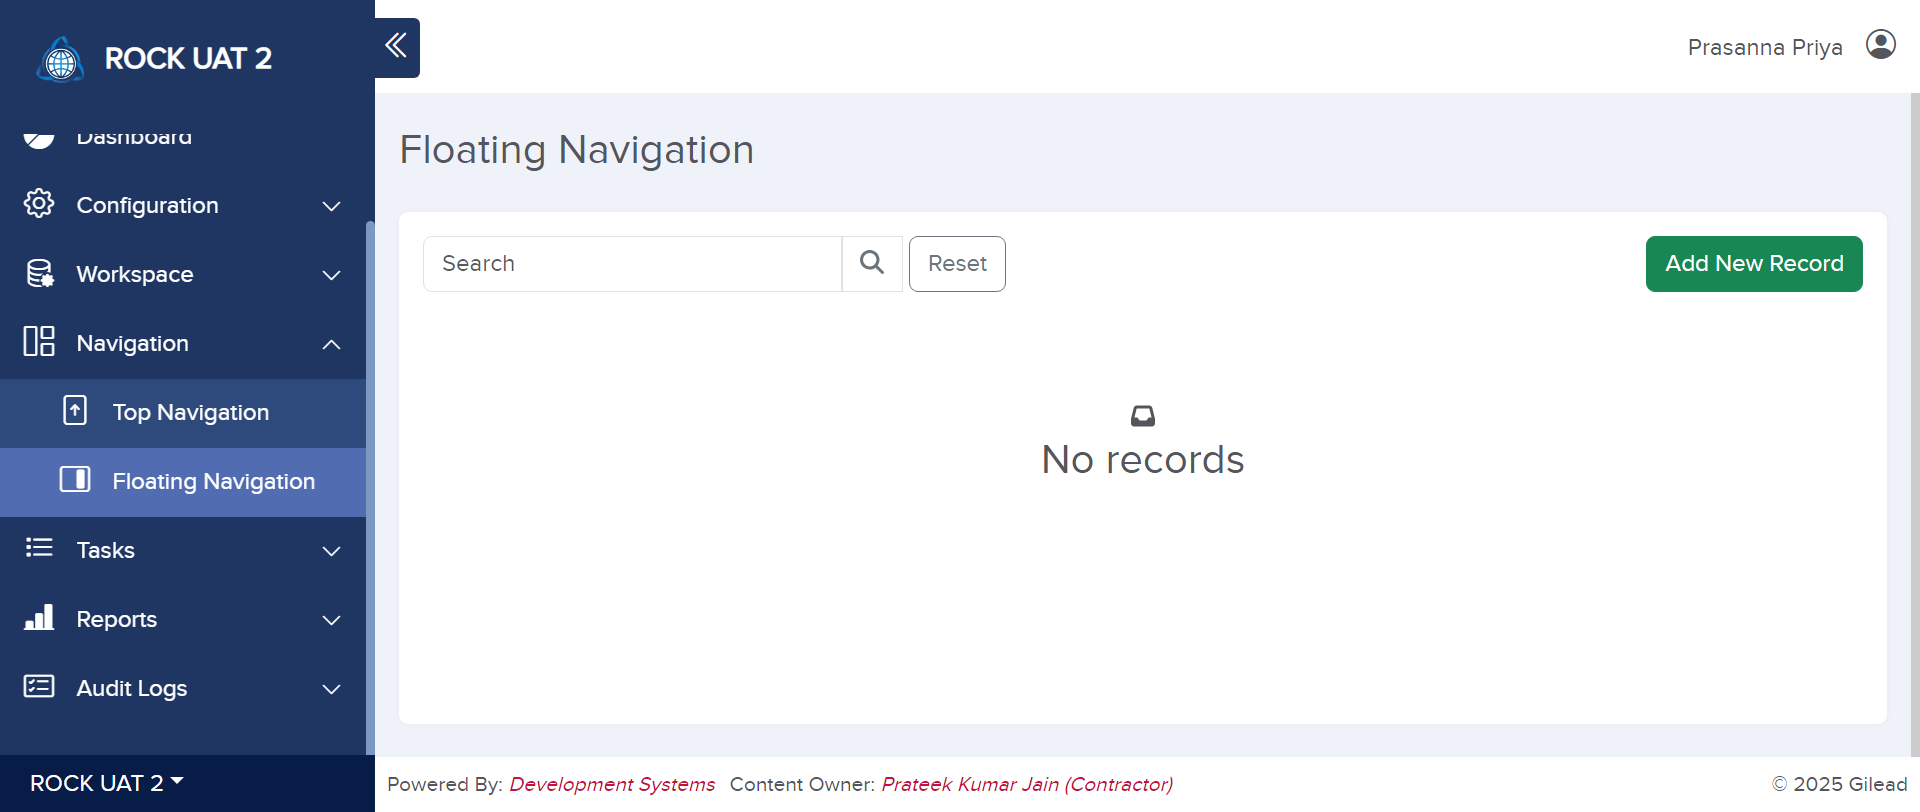 ROCK UAT 2
Prasanna Priya
Dashboard
Configuration
Workspace
Navigation
Top Navigation
Floating Navigation
Tasks
Reports
Audit Logs
ROCK UAT 2
Floating Navigation
Search
Reset
Add New Record
No records
Powered By: Development Systems Content Owner: Prateek Kumar Jain (Contractor)
© 2025 Gilead